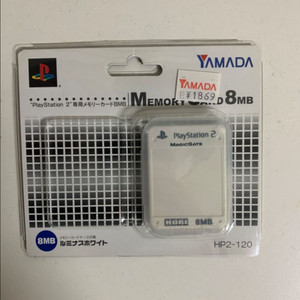 YAMADA
YAMADA
¥1869
"PlayStation 2"専用メモリーカード8MB
MEMORY CARD 8MB
PlayStation 2
MAGICGATE
HORI 8MB
8MB
ルミナスホワイト
HP2-120